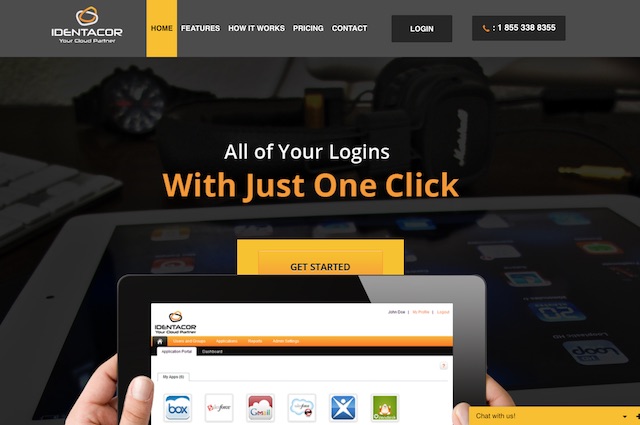 IDENTACOR
Your Cloud Partner
HOME FEATURES HOW IT WORKS PRICING CONTACT LOGIN : 1 855 338 8355
All of Your Logins
With Just One Click
GET STARTED
John Doe | My Profile | Logout
IDENTACOR
Your Cloud Partner
Users and Groups Applications Reports Admin Settings
Application Portal Dashboard
My Apps (6)
box
Gmail
Chat with us!